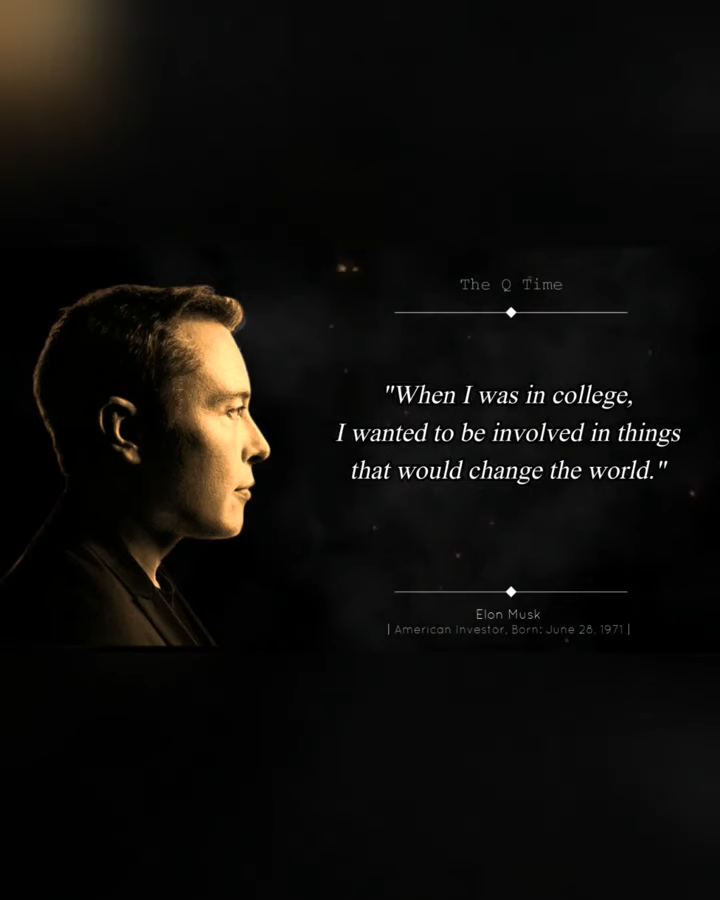 The Q Time
"When I was in college,
I wanted to be involved in things
that would change the world."
Elon Musk
| American Investor, Born: June 28, 1971 |